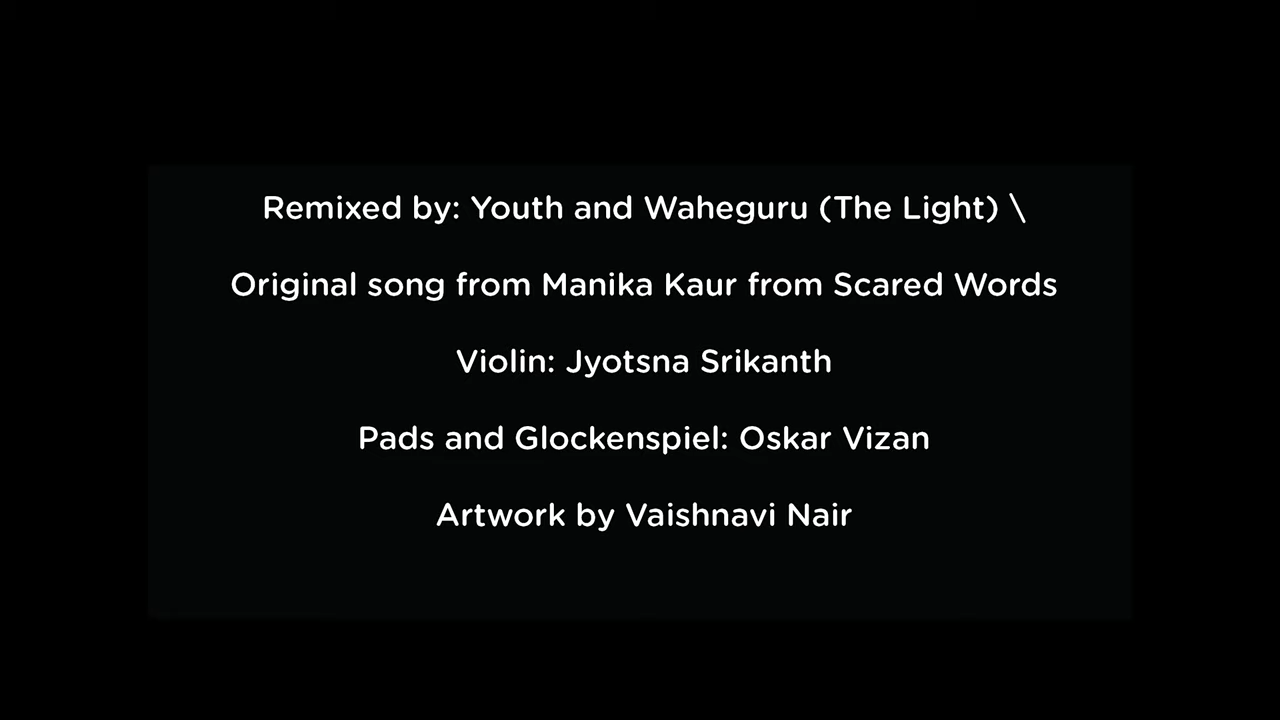 Remixed by: Youth and Waheguru (The Light) \
Original song from Manika Kaur from Scared Words
Violin: Jyotsna Srikanth
Pads and Glockenspiel: Oskar Vizan
Artwork by Vaishnavi Nair